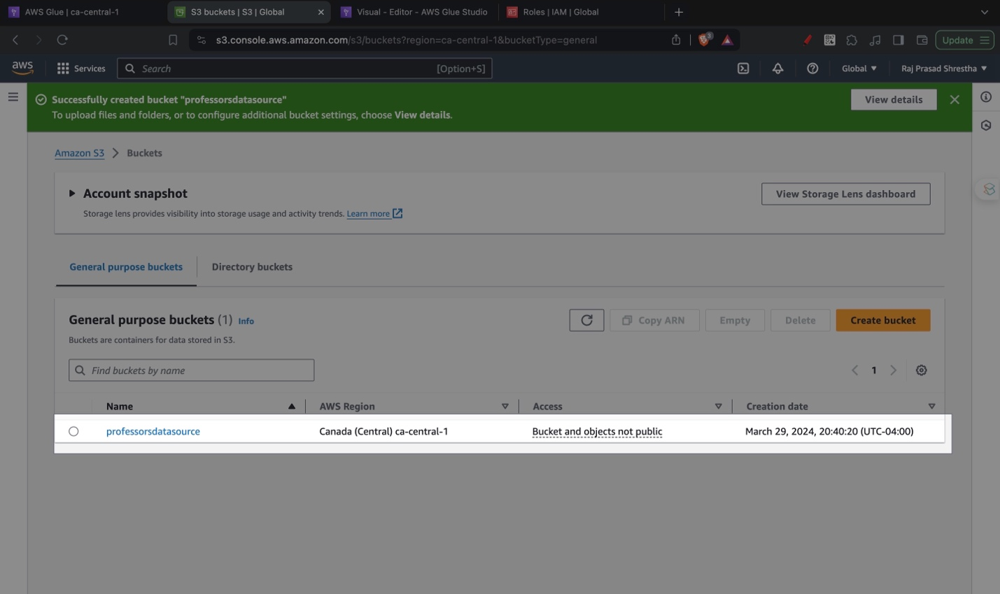 AWS Glue | ca-central-1
S3 buckets | S3 | Global
Visual - Editor - AWS Glue Studio
Roles | IAM | Global
s3.console.aws.amazon.com/s3/buckets?region=ca-central-1&bucketType=general
3
Update
aws
Services
Search
[Option+S]
Global
Raj Prasad Shrestha
Successfully created bucket "professorsdatasource"
To upload files and folders, or to configure additional bucket settings, choose View details.
View details
Amazon S3 > Buckets
Account snapshot
Storage lens provides visibility into storage usage and activity trends. Learn more
View Storage Lens dashboard
General purpose buckets
Directory buckets
General purpose buckets (1) Info
Buckets are containers for data stored in S3.
Copy ARN
Empty
Delete
Create bucket
Find buckets by name
1
Name
AWS Region
Access
Creation date
professorsdatasource
Canada (Central) ca-central-1
Bucket and objects not public
March 29, 2024, 20:40:20 (UTC-04:00)